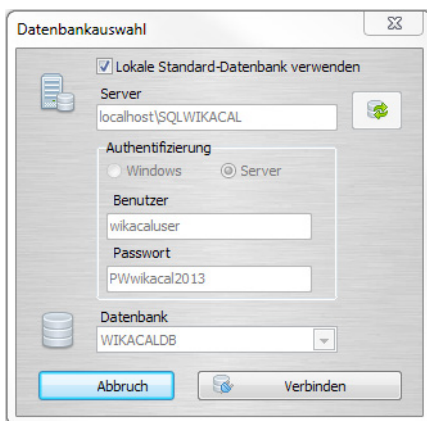 Datenbankauswahl
Lokale Standard-Datenbank verwenden
Server
localhost\SQLWIKACAL
Authentifizierung
Windows Server
Benutzer
wikacaluser
Passwort
PWwikacal2013
Datenbank
WIKACALDB
Abbruch Verbinden